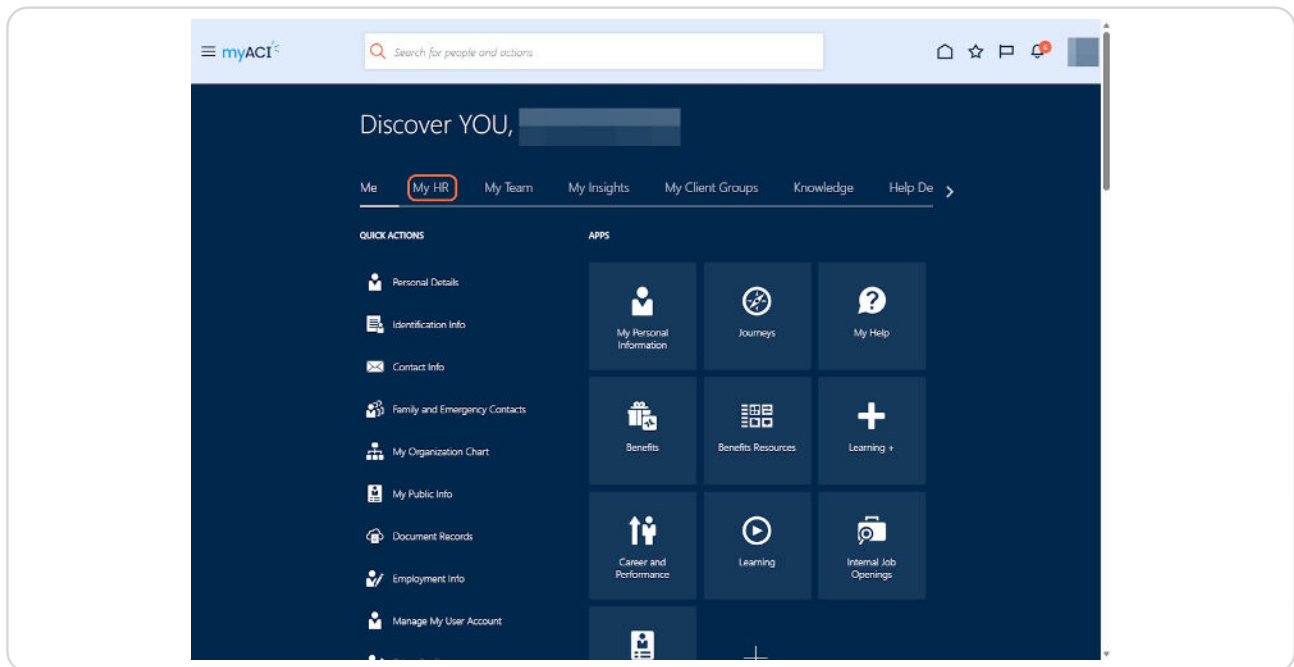 myACI
Search for people and actions
6
Discover YOU,
Me My HR My Team My Insights My Client Groups Knowledge Help De
QUICK ACTIONS
Personal Details
Identification Info
Contact Info
Family and Emergency Contacts
My Organization Chart
My Public Info
Document Records
Employment Info
Manage My User Account
APPS
My Personal
Information
Journeys
My Help
Benefits
Benefits Resources
Learning +
Career and
Performance
Learning
Internal Job
Openings